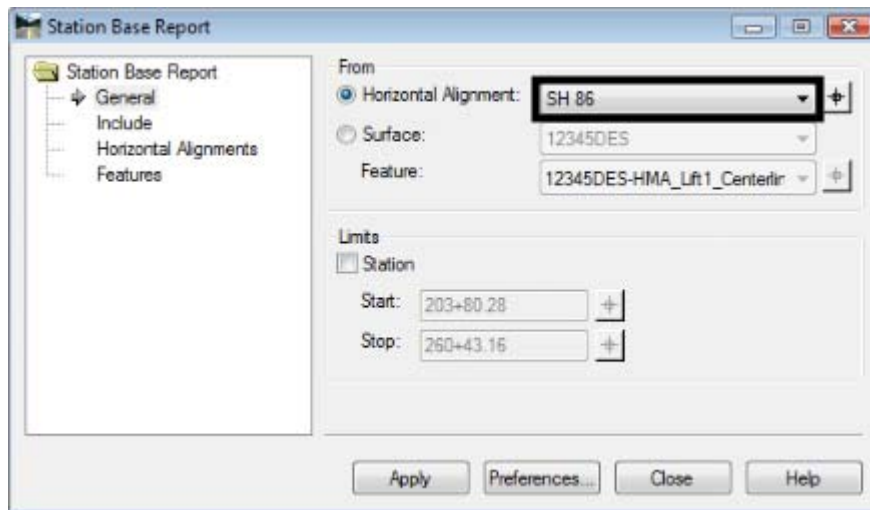 Station Base Report
Station Base Report
General
Include
Horizontal Alignments
Features
From
Horizontal Alignment:
SH 86
Surface:
12345DES
Feature:
12345DES-HMA_Lift1_Centerlin
Limits
Station
Start:
203+80.28
Stop:
260+43.16
Apply
Preferences...
Close
Help